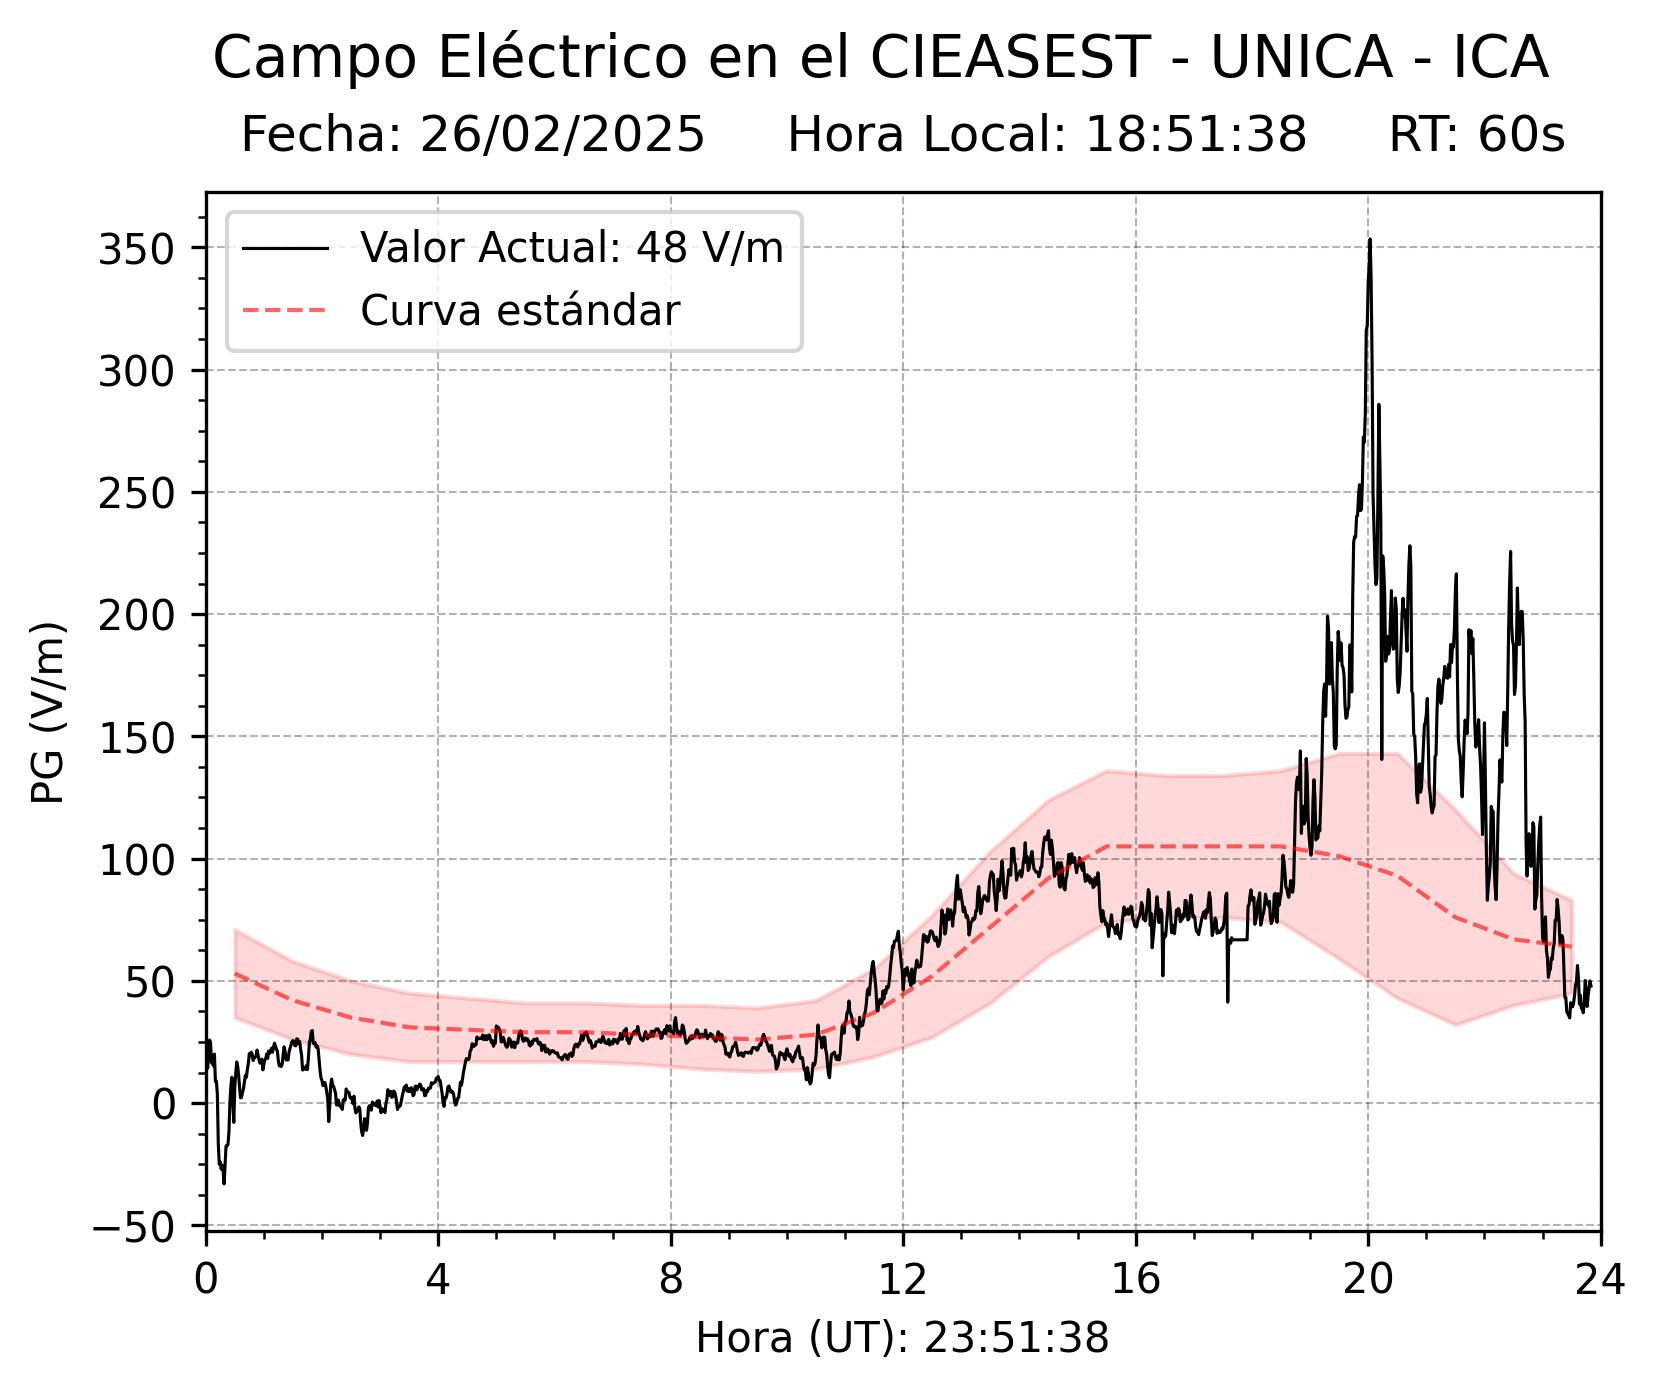 Campo Eléctrico en el CIEASEST - UNICA - ICA
Fecha: 26/02/2025 Hora Local: 18:51:38 RT: 60s
Valor Actual: 48 V/m
Curva estándar
PG (V/m)
350
300
250
200
150
100
50
0
−50
0 4 8 12 16 20 24
Hora (UT): 23:51:38